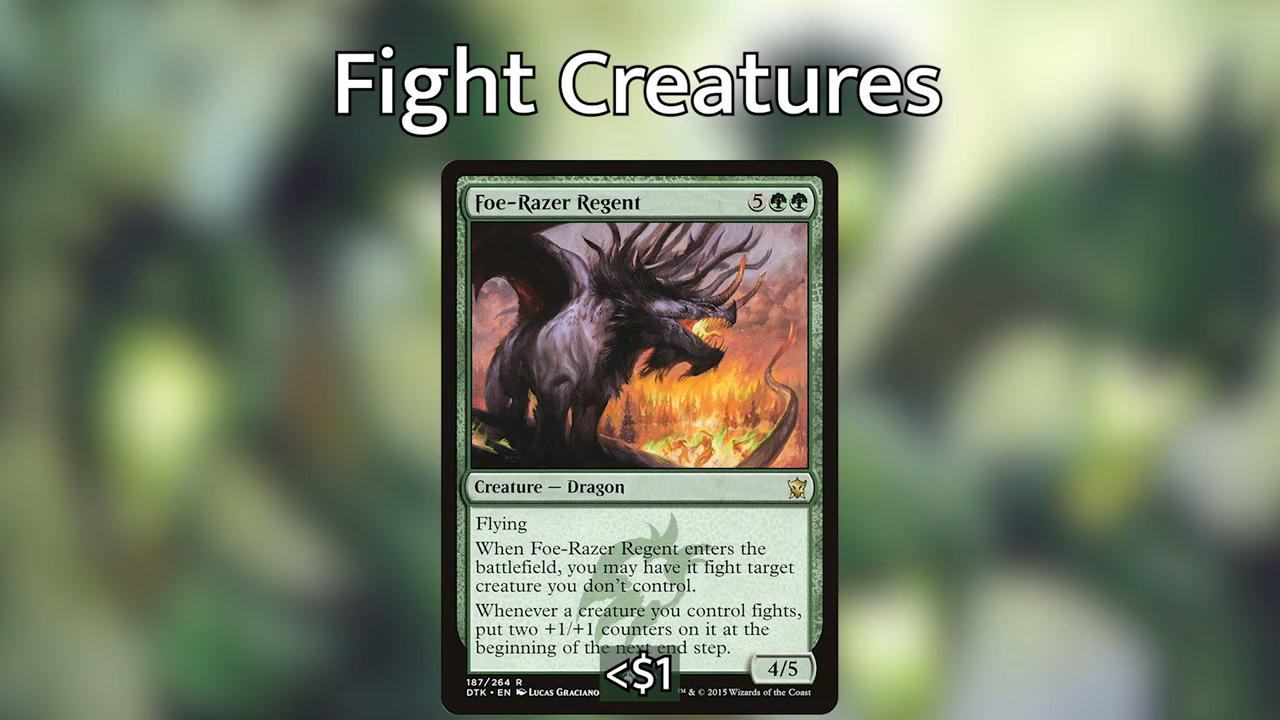 Fight Creatures
Foe-Razer Regent 5
Creature — Dragon
Flying
When Foe-Razer Regent enters the
battlefield, you may have it fight target
creature you don't control.
Whenever a creature you control fights,
put two +1/+1 counters on it at the
beginning of the next end step.
<$1
4/5
187/264 R
DTK • EN Lucas Graciano ™ & © 2015 Wizards of the Coast